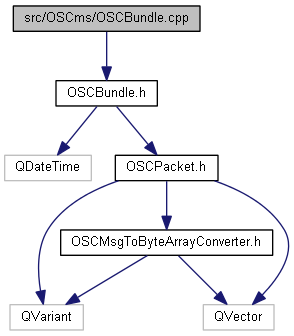 src/OSCms/OSCBundle.cpp
OSCBundle.h
QDateTime
OSCPacket.h
OSCMsgToByteArrayConverter.h
QVariant
QVector